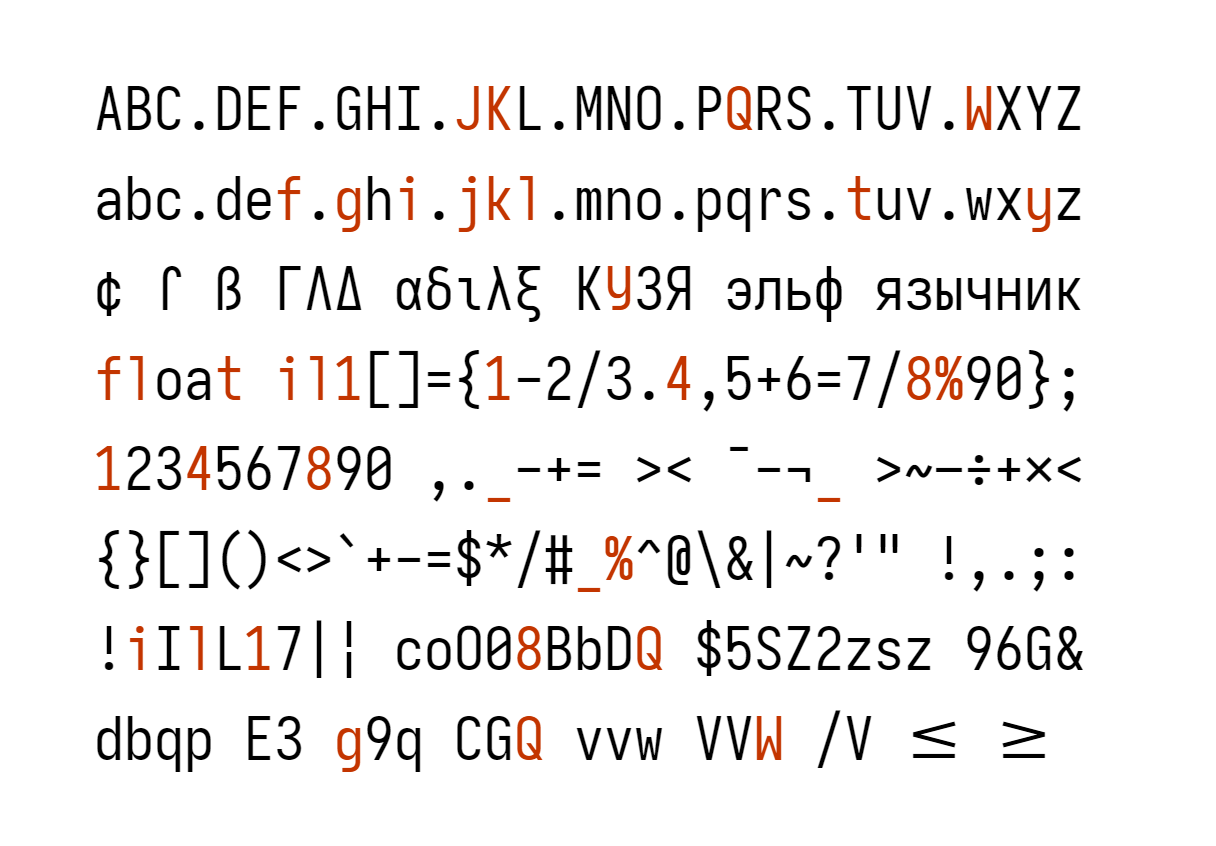 ABC.DEF.GHI.JKL.MNO.PQRS.TUV.WXYZ
abc.def.ghi.jkl.mno.pqrs.tuv.wxyz
¢ ſ ß ΓΛΔ αδιλξ КУЗЯ эльф язычник
float il1[]={1-2/3.4,5+6=7/8%90};
1234567890 ,._-+= >< ¯-¬_ >~−÷+×<
{}[]()<>`+-=$*/#_%^@\&|~?'" !,.;:
!iIlL17|¦ coO08BbDQ $5SZ2zsz 96G&
dbqp E3 g9q CGQ vvw VVW /V ≤ ≥